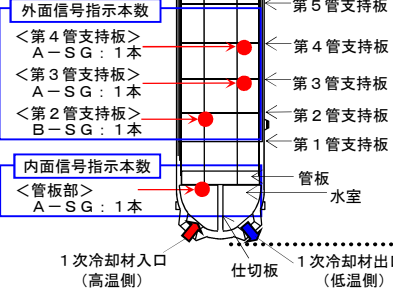 外面信号指示本数
＜第４管支持板＞
Ａ－ＳＧ：１本
＜第３管支持板＞
Ａ－ＳＧ：１本
＜第２管支持板＞
Ｂ－ＳＧ：１本
内面信号指示本数
＜管板部＞
Ａ－ＳＧ：１本
第５管支持板
第４管支持板
第３管支持板
第２管支持板
第１管支持板
管板
水室
１次冷却材入口
（高温側）
仕切板
１次冷却材出口
（低温側）